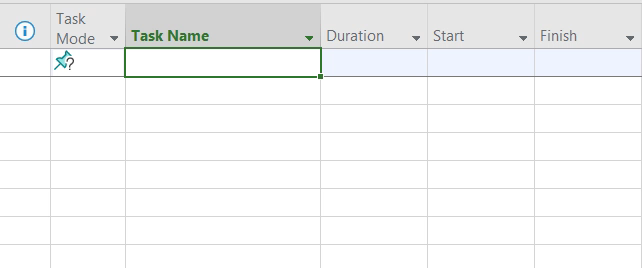 Task
Mode
Task Name
Duration
Start
Finish
?